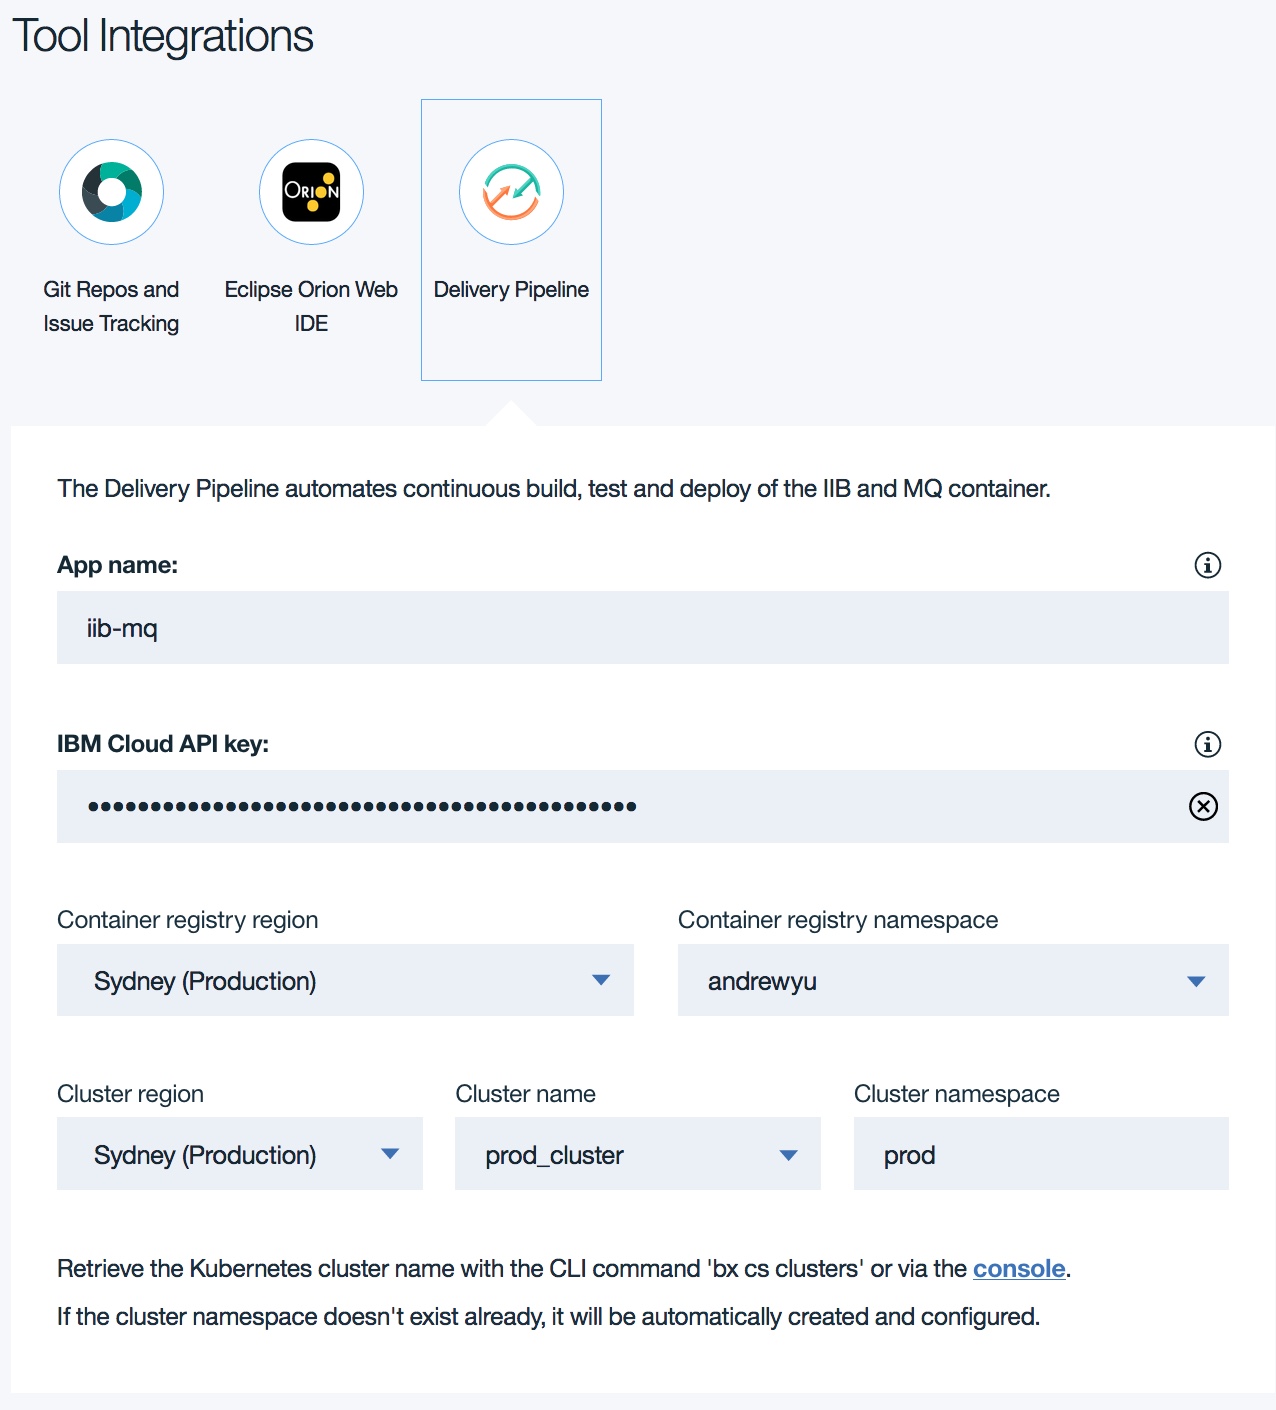 Tool Integrations
ORION
Git Repos and
Issue Tracking
Eclipse Orion Web
IDE
Delivery Pipeline
The Delivery Pipeline automates continuous build, test and deploy of the IIB and MQ container.
App name:
iib-mq
IBM Cloud API key:
••••••••••••••••••••••••••••••••••••••••••••
Container registry region
Container registry namespace
Sydney (Production)
andrewyu
Cluster region
Cluster name
Cluster namespace
Sydney (Production)
prod_cluster
prod
Retrieve the Kubernetes cluster name with the CLI command 'bx cs clusters' or via the console.
If the cluster namespace doesn't exist already, it will be automatically created and configured.